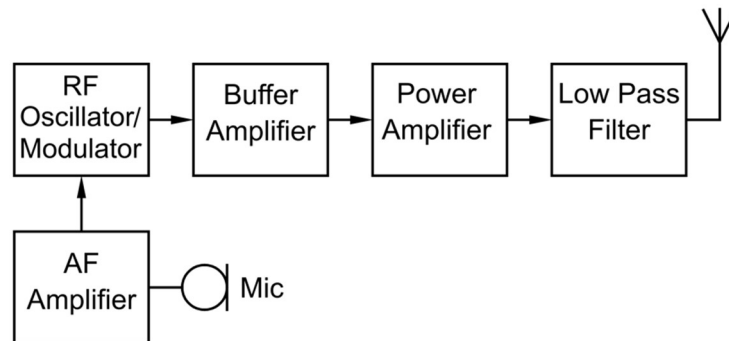 RF
Oscillator/
Modulator
Buffer
Amplifier
Power
Amplifier
Low Pass
Filter
AF
Amplifier
Mic